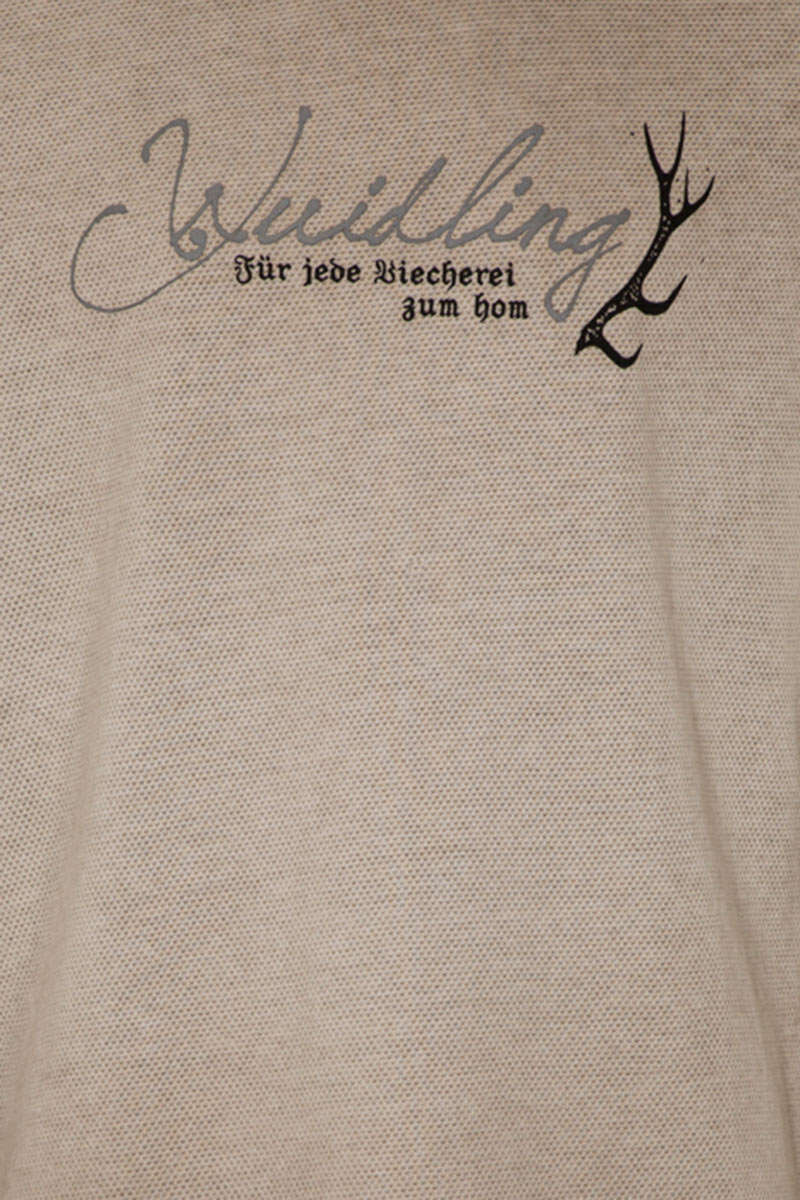 Wuidling
Für jede Viecherei
zum hom